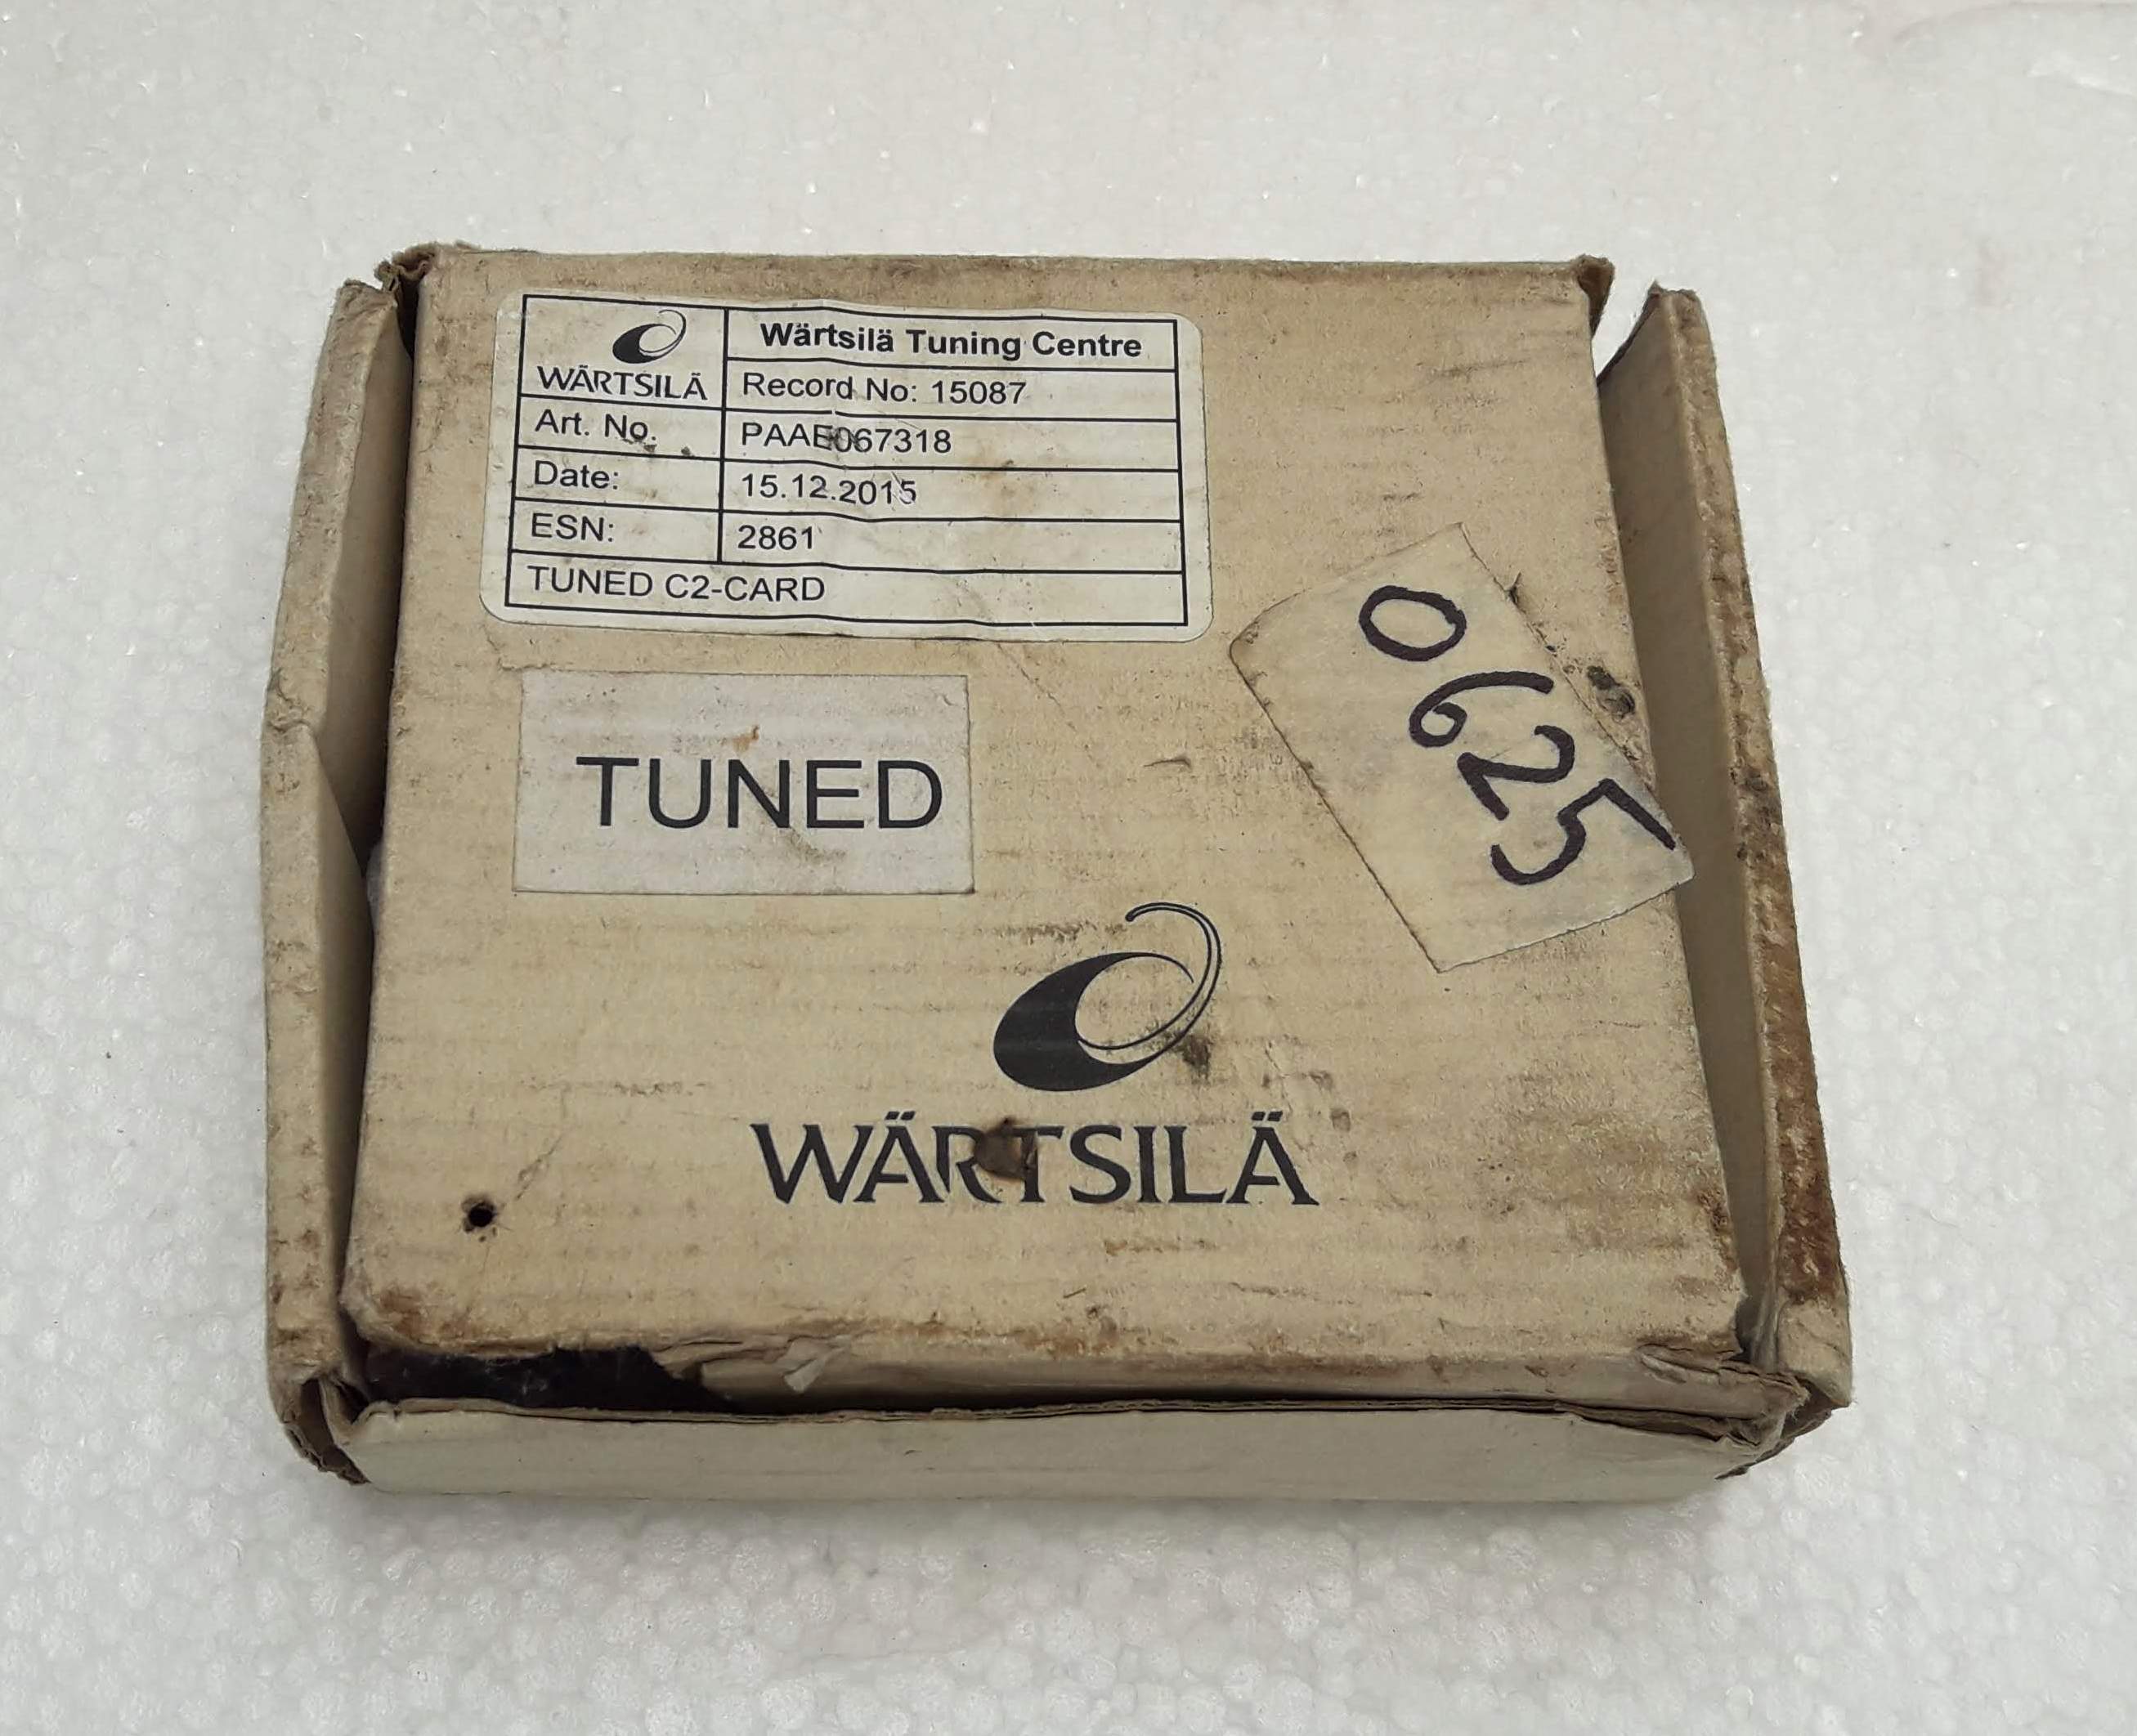 Wärtsilä Tuning Centre
WÄRTSILÄ
Record No: 15087
Art. No.
PAAE067318
Date:
15.12.2015
ESN:
2861
TUNED C2-CARD
0625
TUNED
WÄRTSILÄ